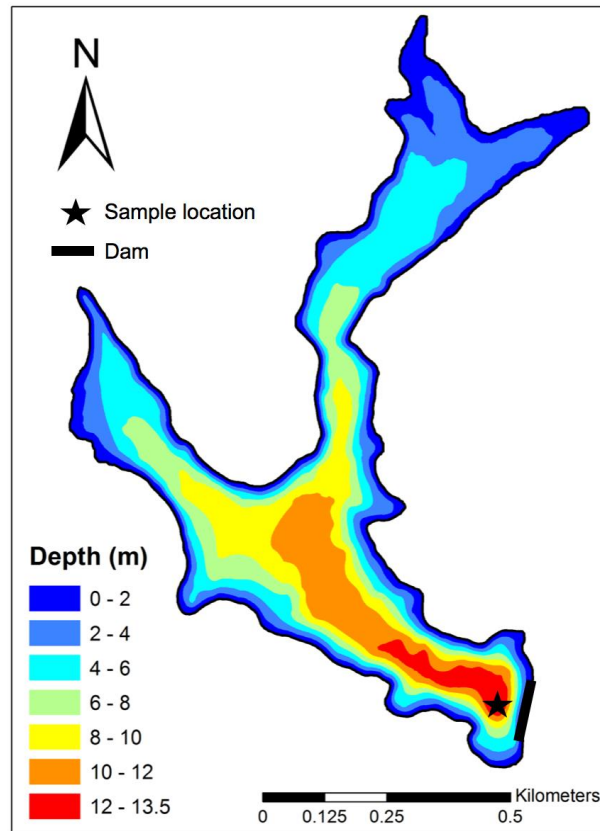 N
Sample location
Dam
Depth (m)
0 - 2
2 - 4
4 - 6
6 - 8
8 - 10
10 - 12
12 - 13.5
Kilometers
0 0.125 0.25 0.5